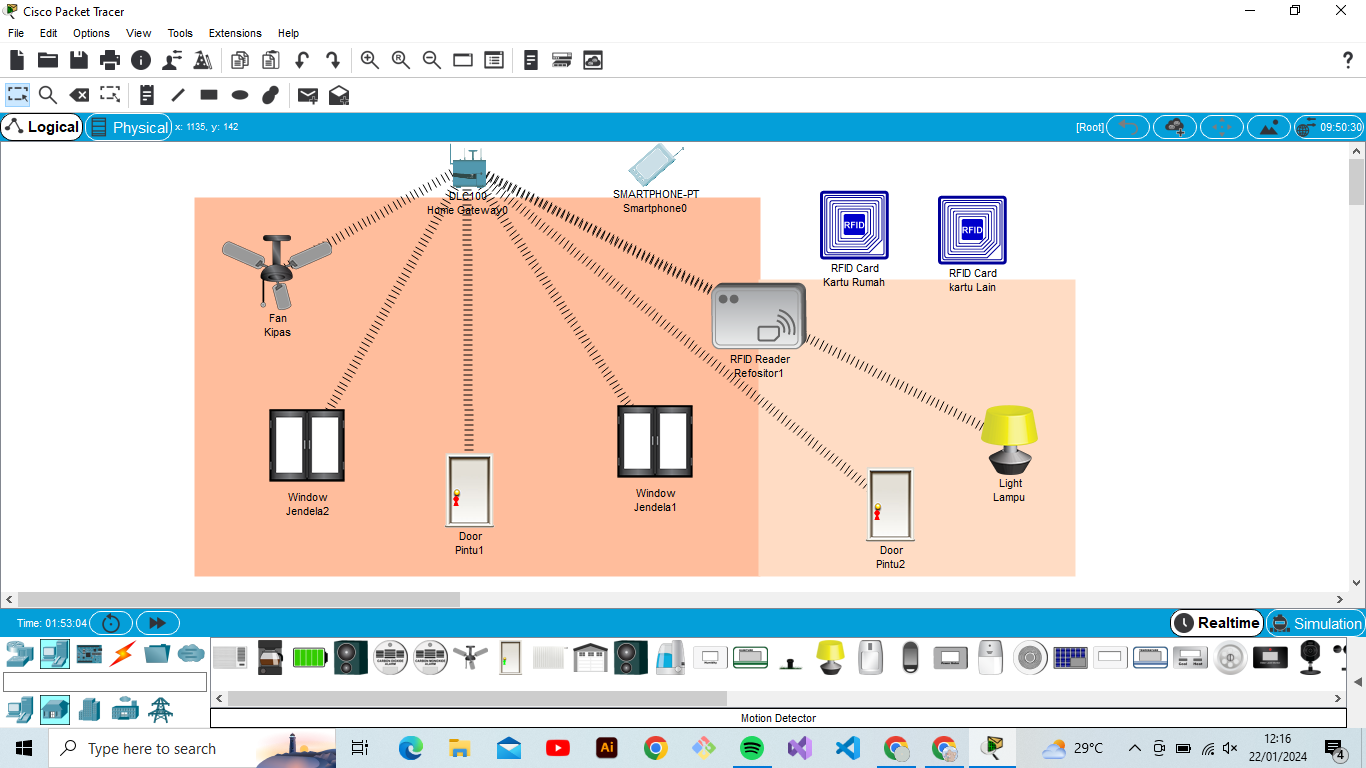 Cisco Packet Tracer
File Edit Options View Tools Extensions Help
Logical
Physical
x: 1135, y: 142
[Root]
09:50:30
DLC100
Home Gateway0
SMARTPHONE-PT
Smartphone0
RFID
RFID Card
Kartu Rumah
RFID
RFID Card
kartu Lain
Fan
Kipas
RFID Reader
Refositor1
Window
Jendela2
Door
Pintu1
Window
Jendela1
Door
Pintu2
Light
Lampu
Time: 01:53:04
Realtime
Simulation
Motion Detector
Type here to search
Ai
29°C
12:16
22/01/2024
4